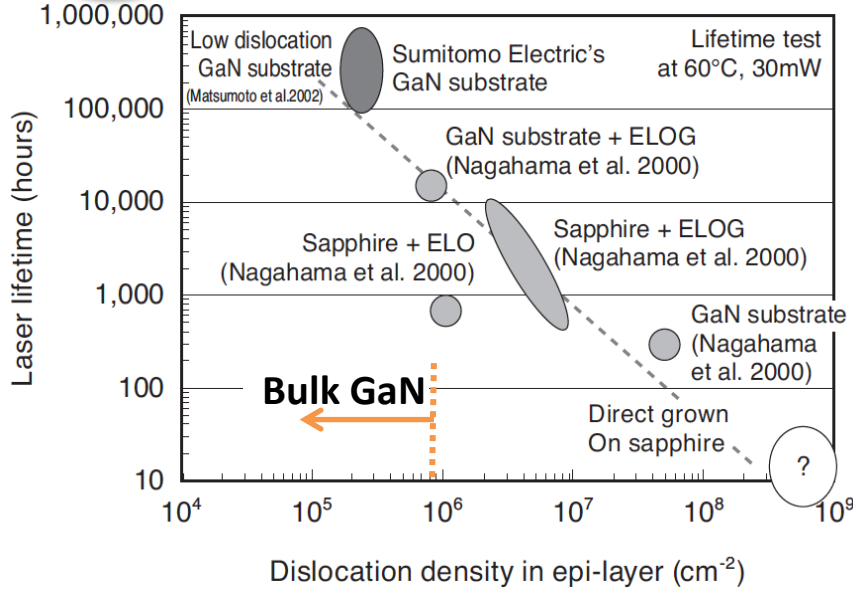 1,000,000
100,000
10,000
1,000
100
10
Laser lifetime (hours)
Low dislocation
GaN substrate
(Matsumoto et al.2002)
Sumitomo Electric's
GaN substrate
Lifetime test
at 60°C, 30mW
GaN substrate + ELOG
(Nagahama et al. 2000)
Sapphire + ELO
(Nagahama et al. 2000)
Sapphire + ELOG
(Nagahama et al. 2000)
GaN substrate
(Nagahama
et al. 2000)
Bulk GaN
Direct grown
On sapphire
?
10⁴
10⁵
10⁶
10⁷
10⁸
10⁹
Dislocation density in epi-layer (cm⁻²)